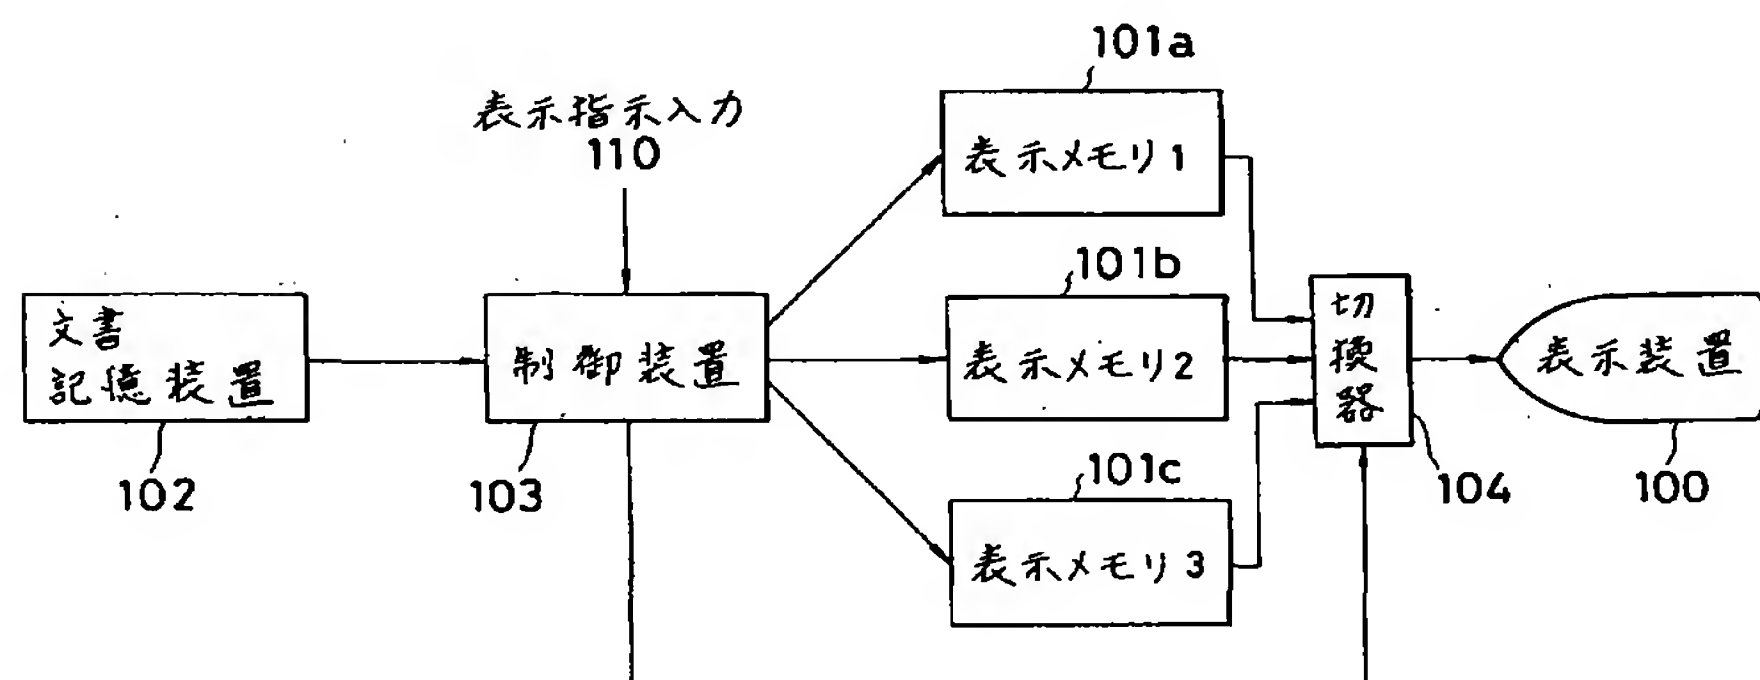 101a
表示指示入力
110
表示メモリ1
101b
文書
記憶装置
制御装置
表示メモリ2
切
換
器
表示装置
102
103
101c
104
100
表示メモリ3